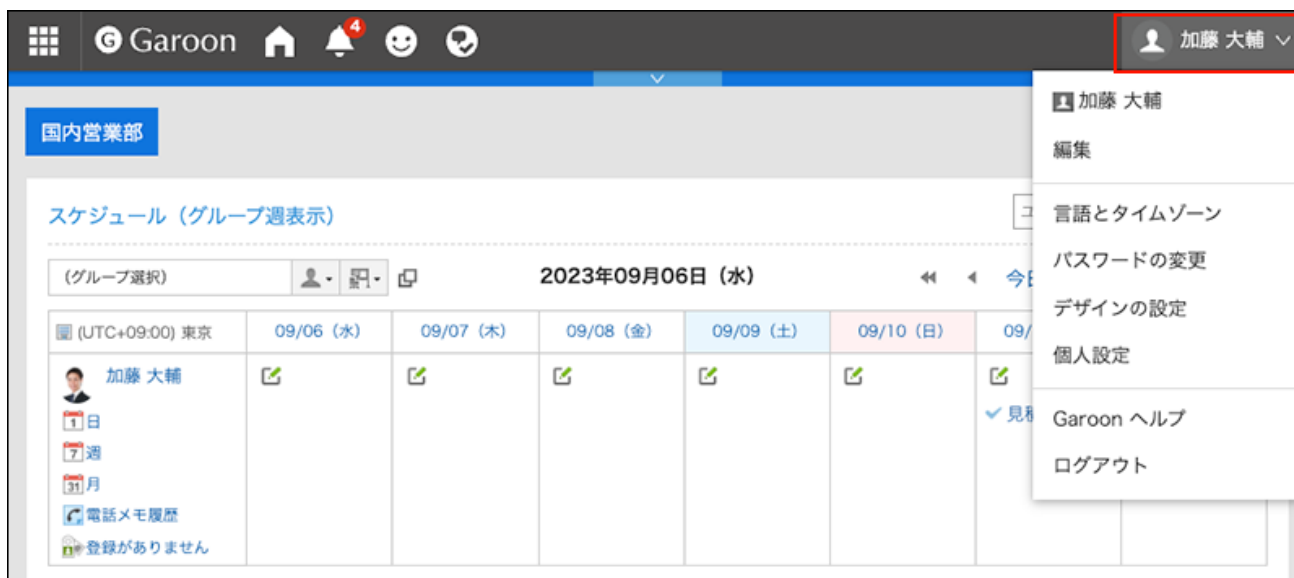 G Garoon 4 加藤 大輔
加藤 大輔
編集
言語とタイムゾーン
パスワードの変更
デザインの設定
個人設定
Garoon ヘルプ
ログアウト
国内営業部
スケジュール（グループ週表示）
（グループ選択）
2023年09月06日（水）
(UTC+09:00) 東京
09/06（水）
09/07（木）
09/08（金）
09/09（土）
09/10（日）
09/
加藤 大輔
1 日
7 週
31 月
電話メモ履歴
登録がありません